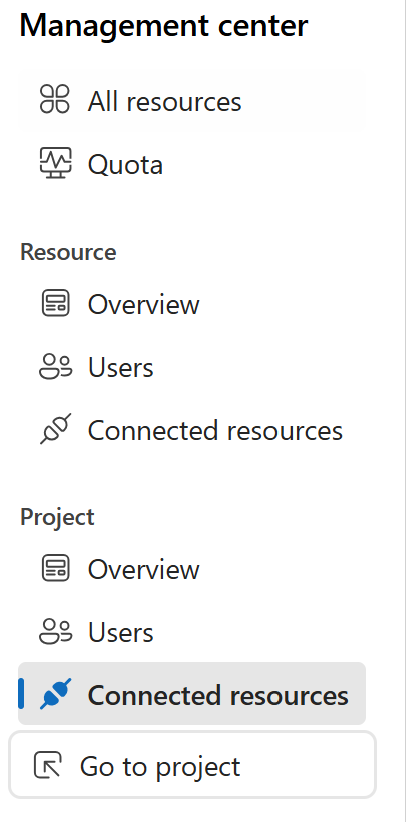 Management center
All resources
Quota
Resource
Overview
Users
Connected resources
Project
Overview
Users
Connected resources
Go to project